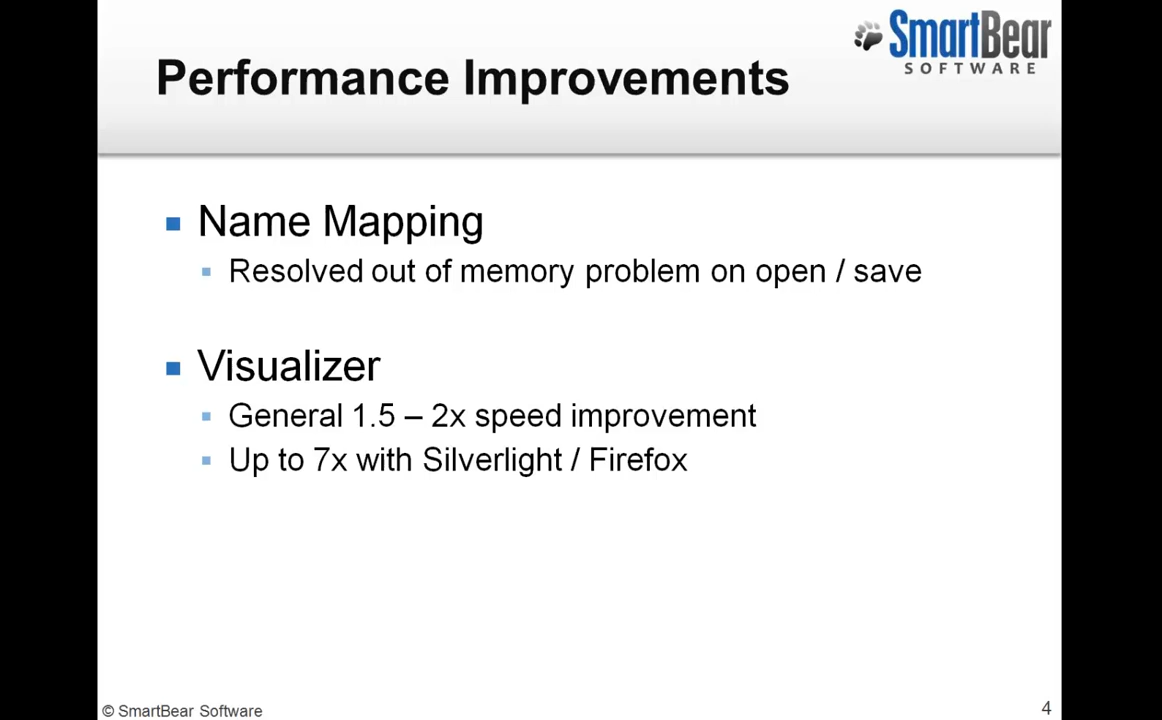 SmartBear
SOFTWARE
Performance Improvements
Name Mapping
Resolved out of memory problem on open / save
Visualizer
General 1.5 – 2x speed improvement
Up to 7x with Silverlight / Firefox
© SmartBear Software
4